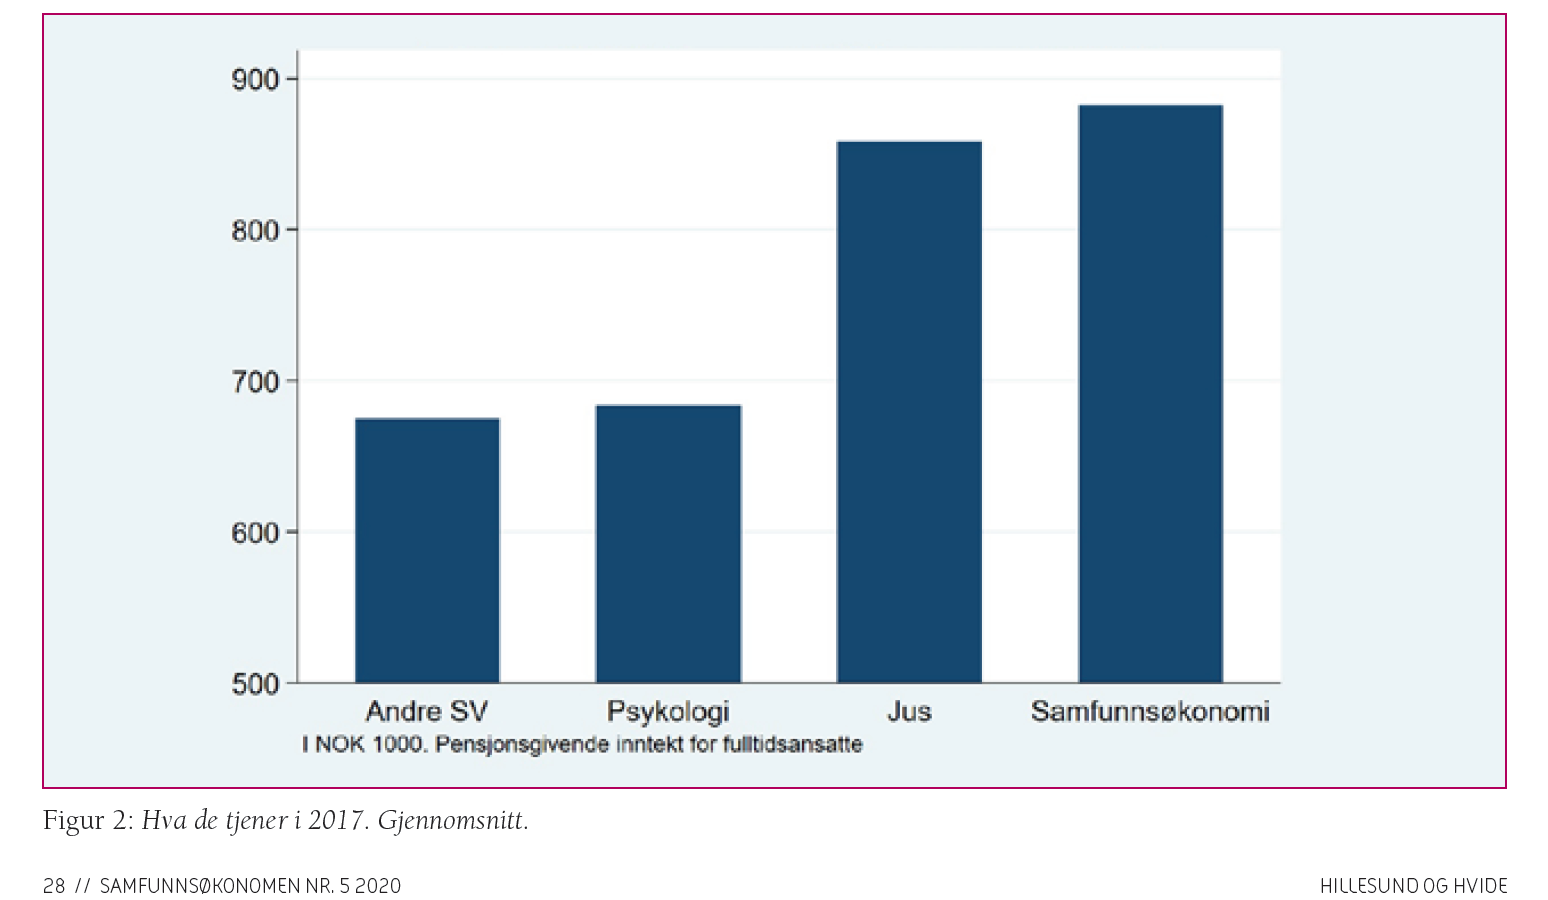 900
800
700
600
500
Andre SV Psykologi Jus Samfunnsøkonomi
I NOK 1000. Pensjonsgivende inntekt for fulltidsansatte
Figur 2: Hva de tjener i 2017. Gjennomsnitt.
28 // SAMFUNNSØKONOMEN NR. 5 2020 HILLESUND OG HVIDE